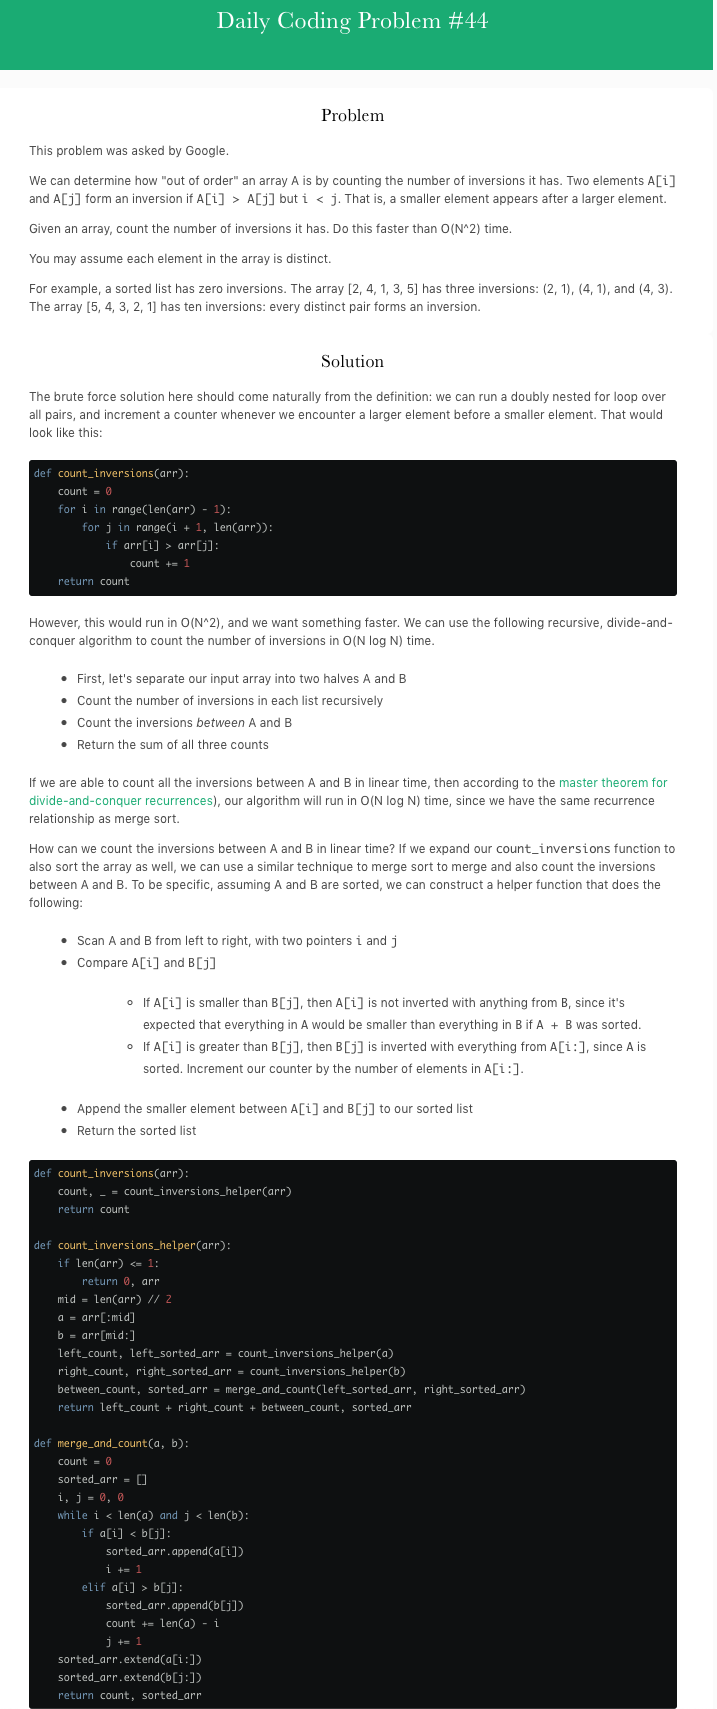 Daily Coding Problem #44
Problem
This problem was asked by Google.
We can determine how "out of order" an array A is by counting the number of inversions it has. Two elements A[i]
and A[j] form an inversion if A[i] > A[j] but i < j. That is, a smaller element appears after a larger element.
Given an array, count the number of inversions it has. Do this faster than O(N^2) time.
You may assume each element in the array is distinct.
For example, a sorted list has zero inversions. The array [2, 4, 1, 3, 5] has three inversions: (2, 1), (4, 1), and (4, 3).
The array [5, 4, 3, 2, 1] has ten inversions: every distinct pair forms an inversion.
Solution
The brute force solution here should come naturally from the definition: we can run a doubly nested for loop over
all pairs, and increment a counter whenever we encounter a larger element before a smaller element. That would
look like this:
def count_inversions(arr):
    count = 0
    for i in range(len(arr) - 1):
        for j in range(i + 1, len(arr)):
            if arr[i] > arr[j]:
                count += 1
    return count
However, this would run in O(N^2), and we want something faster. We can use the following recursive, divide-and-
conquer algorithm to count the number of inversions in O(N log N) time.
• First, let's separate our input array into two halves A and B
• Count the number of inversions in each list recursively
• Count the inversions between A and B
• Return the sum of all three counts
If we are able to count all the inversions between A and B in linear time, then according to the master theorem for
divide-and-conquer recurrences), our algorithm will run in O(N log N) time, since we have the same recurrence
relationship as merge sort.
How can we count the inversions between A and B in linear time? If we expand our count_inversions function to
also sort the array as well, we can use a similar technique to merge sort to merge and also count the inversions
between A and B. To be specific, assuming A and B are sorted, we can construct a helper function that does the
following:
• Scan A and B from left to right, with two pointers i and j
• Compare A[i] and B[j]
◦ If A[i] is smaller than B[j], then A[i] is not inverted with anything from B, since it's
expected that everything in A would be smaller than everything in B if A + B was sorted.
◦ If A[i] is greater than B[j], then B[j] is inverted with everything from A[i:], since A is
sorted. Increment our counter by the number of elements in A[i:].
• Append the smaller element between A[i] and B[j] to our sorted list
• Return the sorted list
def count_inversions(arr):
    count, _ = count_inversions_helper(arr)
    return count
def count_inversions_helper(arr):
    if len(arr) <= 1:
        return 0, arr
    mid = len(arr) // 2
    a = arr[:mid]
    b = arr[mid:]
    left_count, left_sorted_arr = count_inversions_helper(a)
    right_count, right_sorted_arr = count_inversions_helper(b)
    between_count, sorted_arr = merge_and_count(left_sorted_arr, right_sorted_arr)
    return left_count + right_count + between_count, sorted_arr
def merge_and_count(a, b):
    count = 0
    sorted_arr = []
    i, j = 0, 0
    while i < len(a) and j < len(b):
        if a[i] < b[j]:
            sorted_arr.append(a[i])
            i += 1
        elif a[i] > b[j]:
            sorted_arr.append(b[j])
            count += len(a) - i
            j += 1
    sorted_arr.extend(a[i:])
    sorted_arr.extend(b[j:])
    return count, sorted_arr